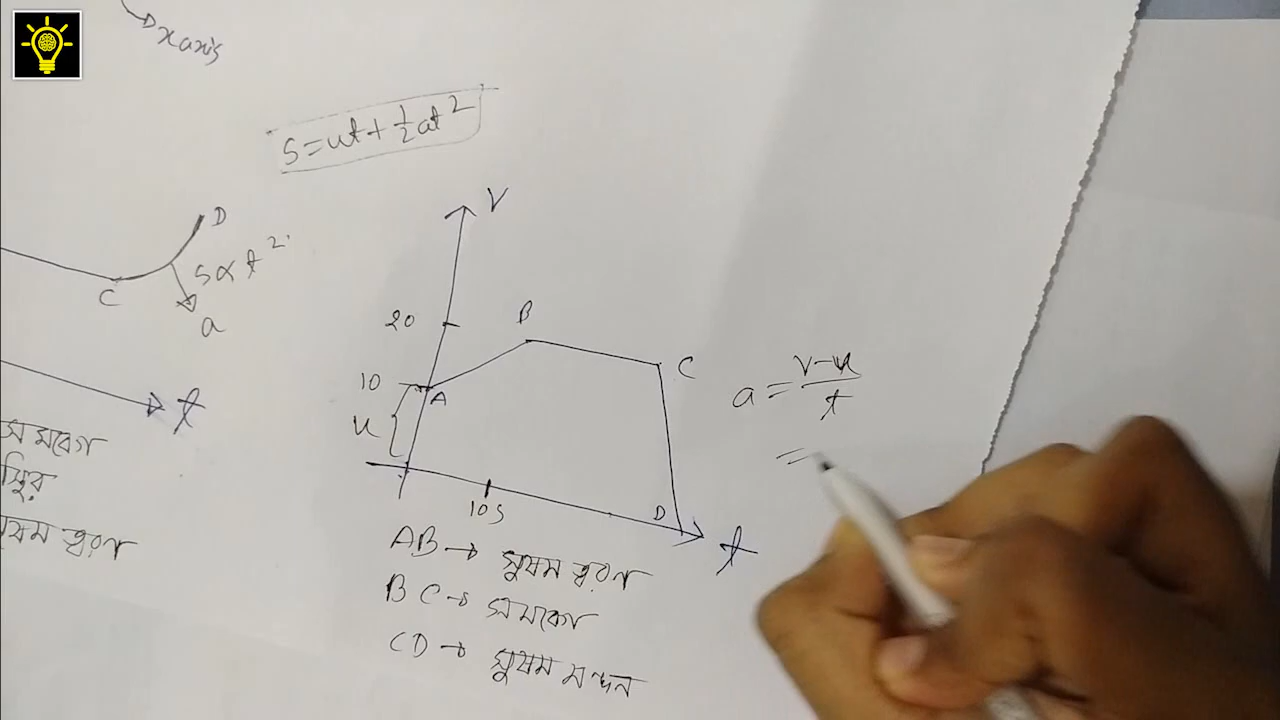 x axis
S = ut + ½at²
D
S∝t²
C
a
t
সমবেগ
স্থির
সুষম ত্বরণ
V
20
B
10
A
C
u
10s
D
t
AB → সুষম ত্বরণ
BC → সমবেগ
CD → সুষম মন্দন
a = v-u/t
=